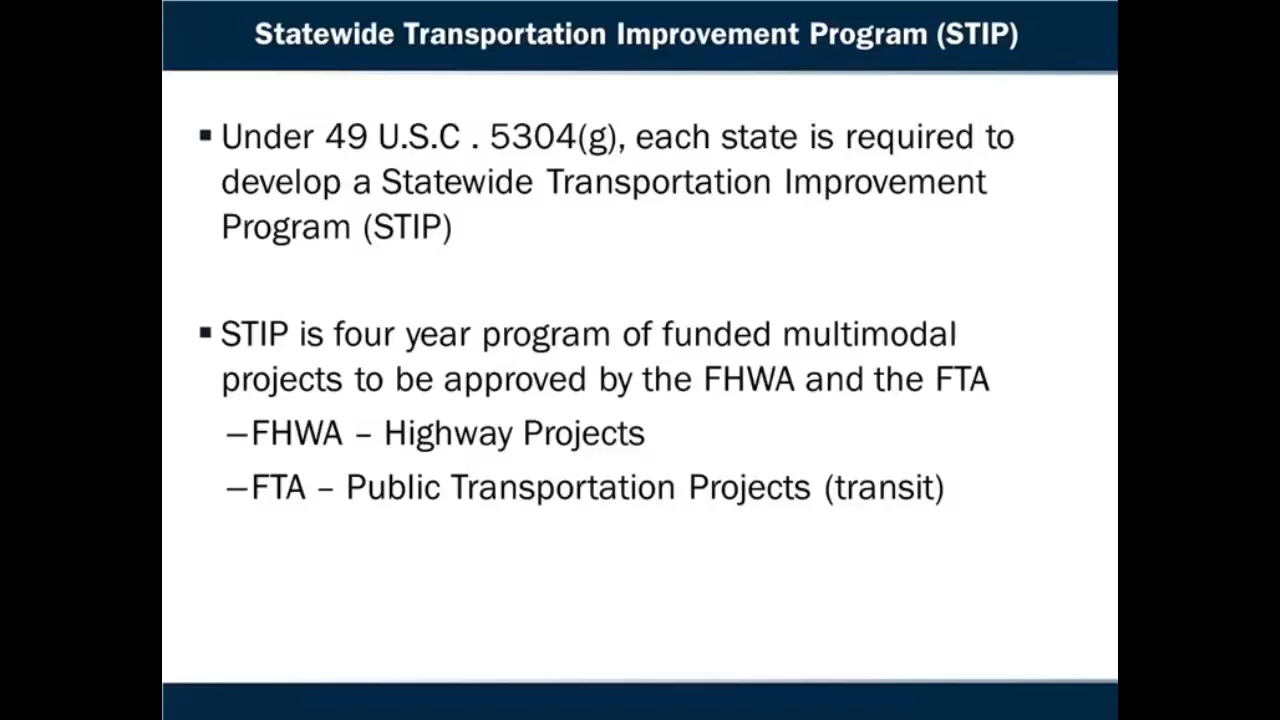 Statewide Transportation Improvement Program (STIP)
▪ Under 49 U.S.C . 5304(g), each state is required to
develop a Statewide Transportation Improvement
Program (STIP)
▪ STIP is four year program of funded multimodal
projects to be approved by the FHWA and the FTA
–FHWA – Highway Projects
–FTA – Public Transportation Projects (transit)